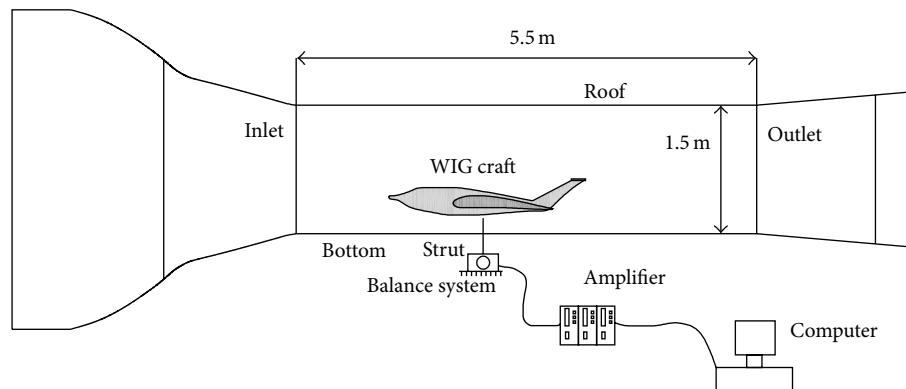 5.5 m
Roof
Inlet
1.5 m
Outlet
WIG craft
Bottom
Strut
Balance system
Amplifier
Computer